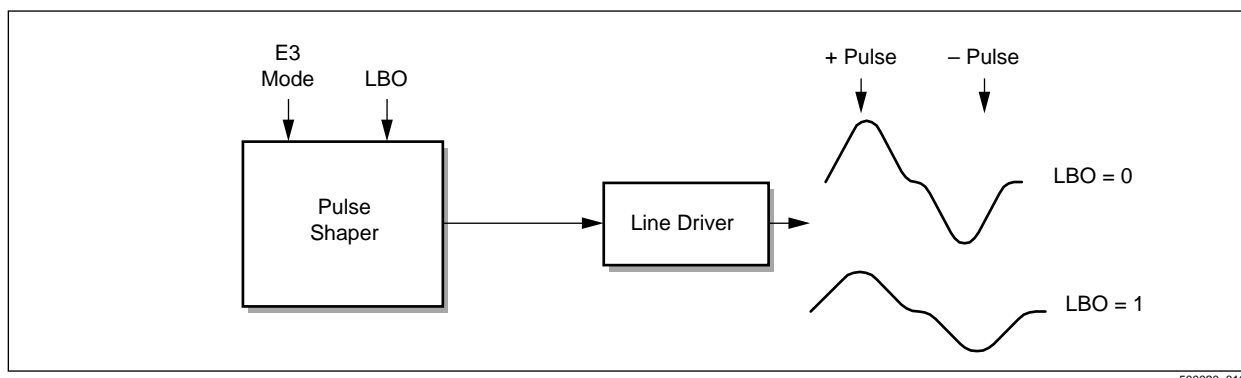 E3
Mode
LBO
+ Pulse
– Pulse
Pulse
Shaper
Line Driver
LBO = 0
LBO = 1